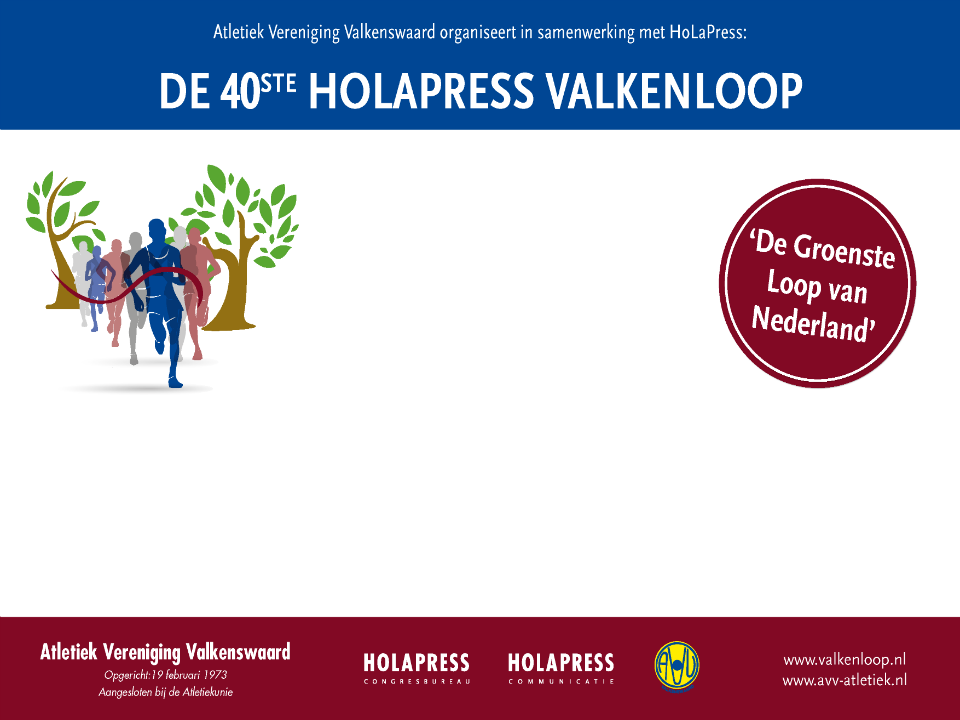 Atletiek Vereniging Valkenswaard organiseert in samenwerking met HoLaPress:
DE 40STE HOLAPRESS VALKENLOOP
‘De Groenste
Loop van
Nederland’
Atletiek Vereniging Valkenswaard
Opgericht:19 februari 1973
Aangesloten bij de Atletiekunie
HOLAPRESS
CONGRESBUREAU
HOLAPRESS
COMMUNICATIE
AVV
www.valkenloop.nl
www.avv-atletiek.nl